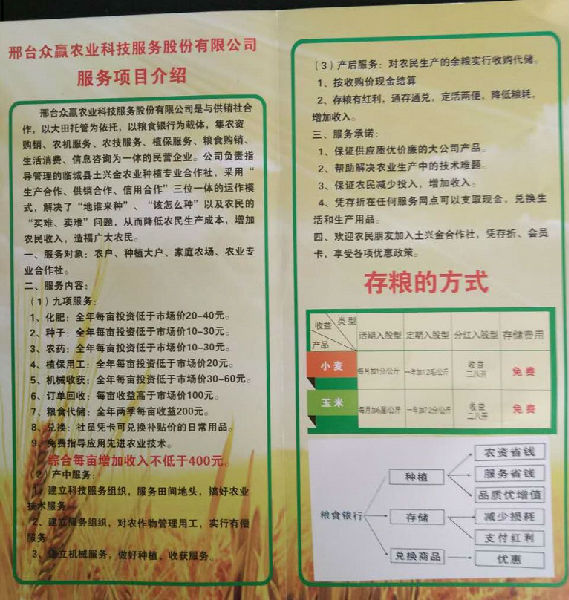 邢台众赢农业科技服务股份有限公司
服务项目介绍
邢台众赢农业科技服务股份有限公司是与供销社合
作，以大田托管为依托，以粮食银行为载体，集农资
购销、农机服务、农技服务、植保服务、粮食购销、
生活消费、信息咨询为一体的民营企业。公司负责指
导管理的临城县土兴金农业种植专业合作社，采用“
生产合作、供销合作、信用合作”三位一体的运作模
式，解决了“地谁来种”、“该怎么种”以及农民的
“买难、卖难”问题，从而降低农民生产成本，增加
农民收入，造福广大农民。
一、服务对象：农户、种植大户、家庭农场、农业专
业合作社。
二、服务内容：
（1）九项服务：
1、化肥：全年每亩投资低于市场价20-40元。
2、种子：全年每亩投资低于市场价10-30元。
3、农药：全年每亩投资低于市场价10-30元。
4、植保用工：全年每亩投资低于市场价20元。
5、机械收获：全年每亩投资低于市场价30-60元。
6、订单回收：每亩收益高于市场价100元。
7、粮食代储：全年两季每亩收益200元。
8、兑换：社员凭卡可兑换补贴价的日常用品。
9、免费指导应用先进农业技术。
综合每亩增加收入不低于400元。
（2）产中服务：
1、建立科技服务组织，服务田间地头，搞好农业
技术服务
2、建立服务组织，对农作物管理用工，实行有偿
服务
3、建立机械服务，做好种植、收获服务。
（3）产后服务：对农民生产的余粮实行收购代储。
1、按收购价现金结算
2、存粮有红利，通存通兑，定活两便，降低损耗，
增加收入。
三、服务承诺：
1、保证供应质优价廉的大公司产品。
2、帮助解决农业生产中的技术难题。
3、保证农民减少投入，增加收入。
4、凭存折在任何服务网点可以支取现金、兑换生
活和生产用品。
四、欢迎农民朋友加入土兴金合作社，凭存折、会员
卡，享受各项优惠政策。
存粮的方式
收益 类型 产品 活期入股型 定期入股型 分红入股型 存储费用
小麦 每月加1分/公斤 一年加12分/公斤 收益二八开 免费
玉米 一年加12分/公斤 收益二八开 免费
粮食银行
种植 农资省钱
服务省钱
品质优增值
存储 减少损耗
支付红利
兑换商品 优惠